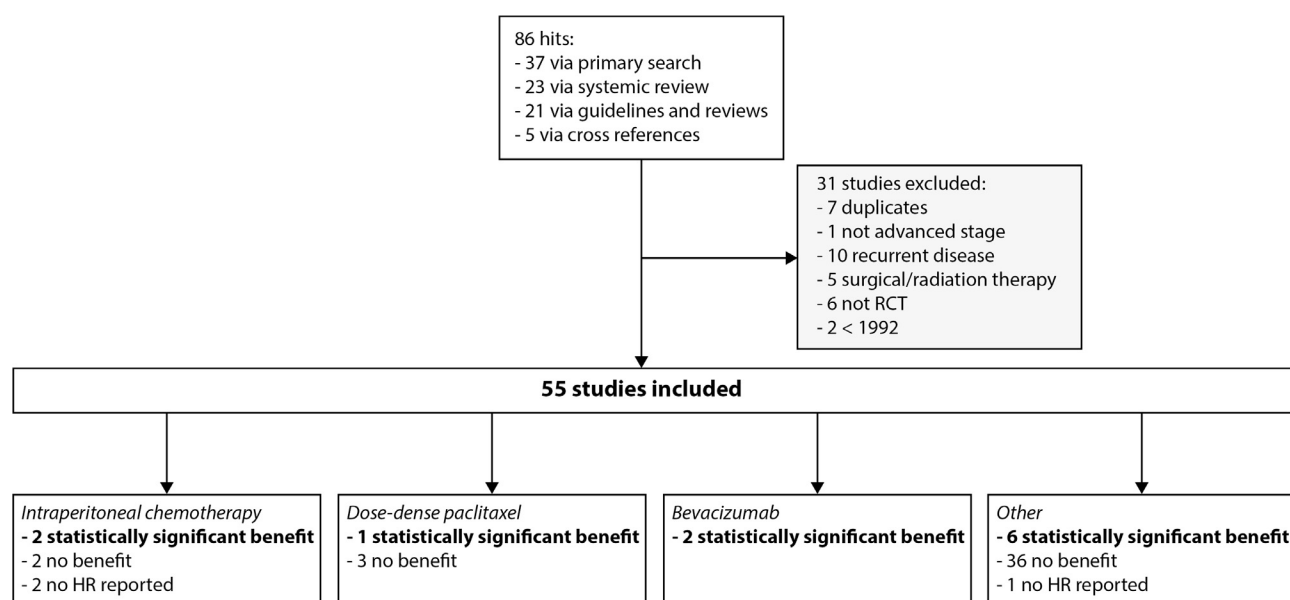 86 hits:
- 37 via primary search
- 23 via systemic review
- 21 via guidelines and reviews
- 5 via cross references
31 studies excluded:
- 7 duplicates
- 1 not advanced stage
- 10 recurrent disease
- 5 surgical/radiation therapy
- 6 not RCT
- 2 < 1992
55 studies included
Intraperitoneal chemotherapy
- 2 statistically significant benefit
- 2 no benefit
- 2 no HR reported
Dose-dense paclitaxel
- 1 statistically significant benefit
- 3 no benefit
Bevacizumab
- 2 statistically significant benefit
Other
- 6 statistically significant benefit
- 36 no benefit
- 1 no HR reported